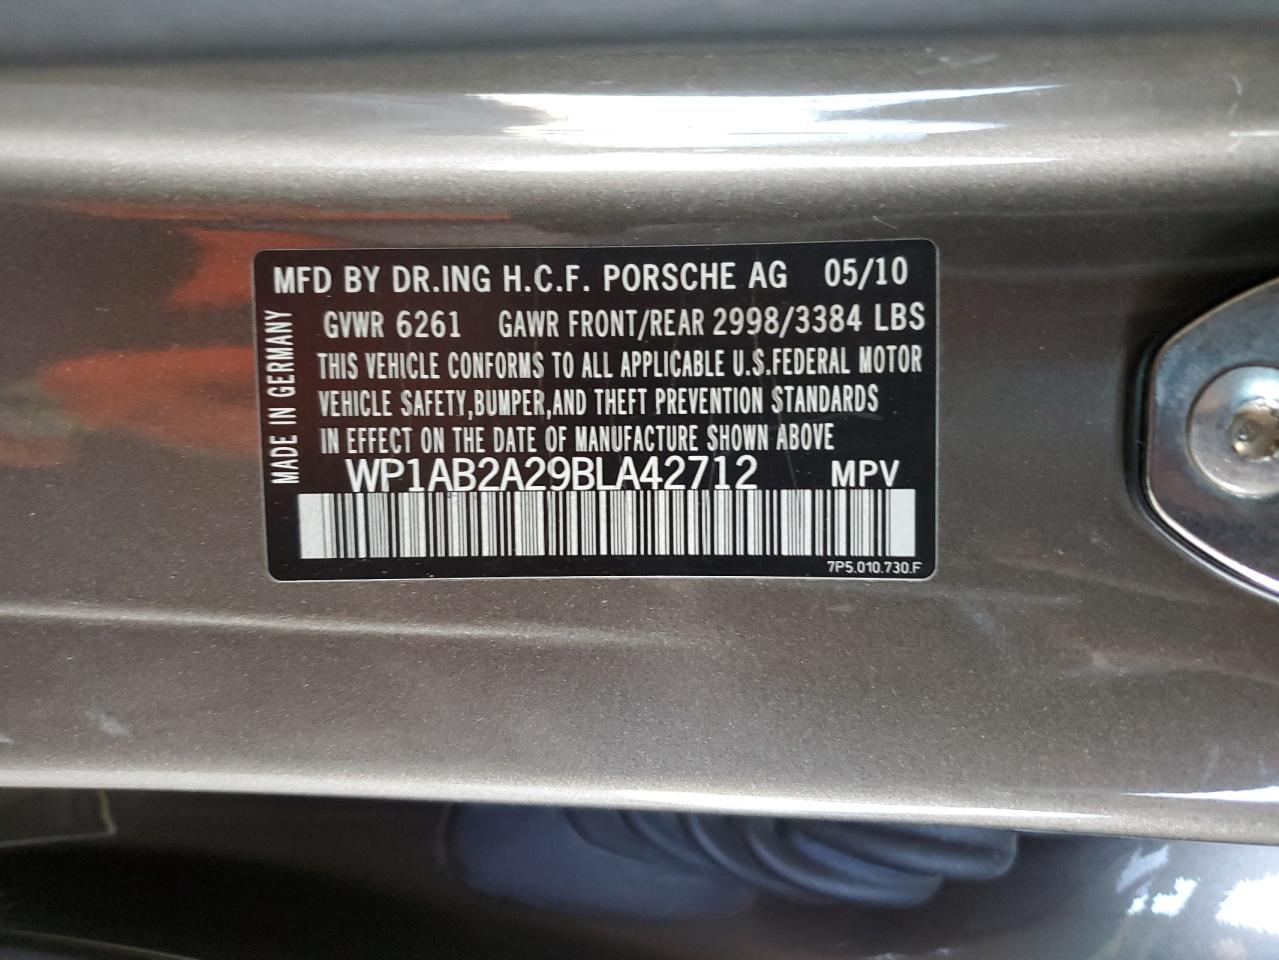 MFD BY DR.ING H.C.F. PORSCHE AG 05/10
GVWR 6261 GAWR FRONT/REAR 2998/3384 LBS
THIS VEHICLE CONFORMS TO ALL APPLICABLE U.S.FEDERAL MOTOR
VEHICLE SAFETY,BUMPER,AND THEFT PREVENTION STANDARDS
IN EFFECT ON THE DATE OF MANUFACTURE SHOWN ABOVE
WP1AB2A29BLA42712 MPV
7P5.010.730.F
MADE IN GERMANY